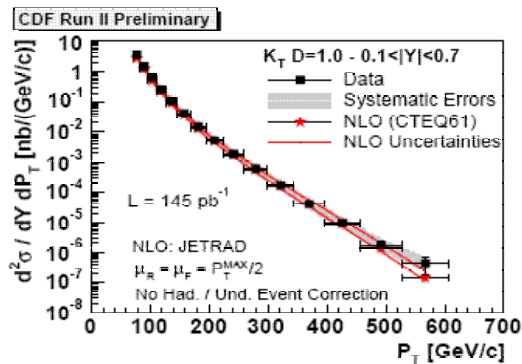 CDF Run II Preliminary
K_T D=1.0 - 0.1<|Y|<0.7
Data
Systematic Errors
NLO (CTEQ61)
NLO Uncertainties
L = 145 pb⁻¹
NLO: JETRAD
μ_R = μ_F = P_T^MAX/2
No Had. / Und. Event Correction
d²σ / dY dP_T [nb/(GeV/c)]
10
1
10⁻¹
10⁻²
10⁻³
10⁻⁴
10⁻⁵
10⁻⁶
10⁻⁷
0 100 200 300 400 500 600 700
P_T [GeV/c]